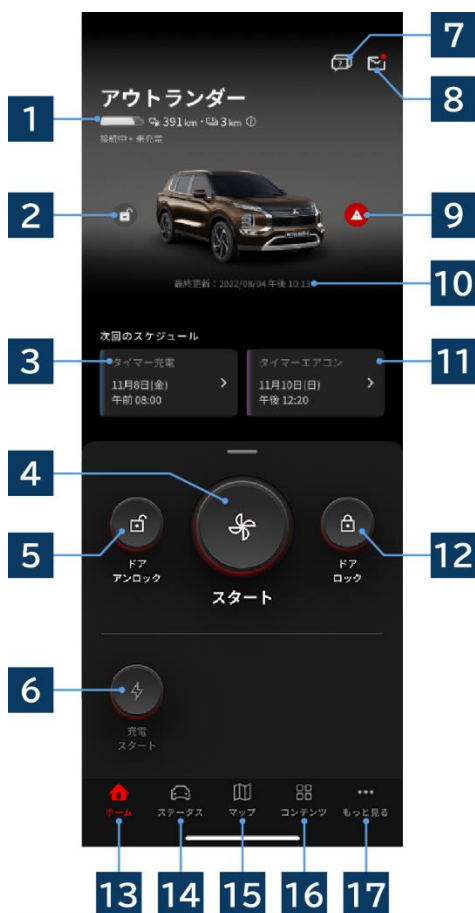 7
8
アウトランダー
1
391 km・3 km
接続中・未充電
2
9
最終更新：2022/08/04 午後 10:13
10
次回のスケジュール
3
タイマー充電
11月8日(金)
午前 08:00
タイマーエアコン
11月10日(日)
午後 12:20
11
4
5
ドア
アンロック
スタート
ドア
ロック
12
6
充電
スタート
ホーム
ステータス
マップ
コンテンツ
もっと見る
13
14
15
16
17